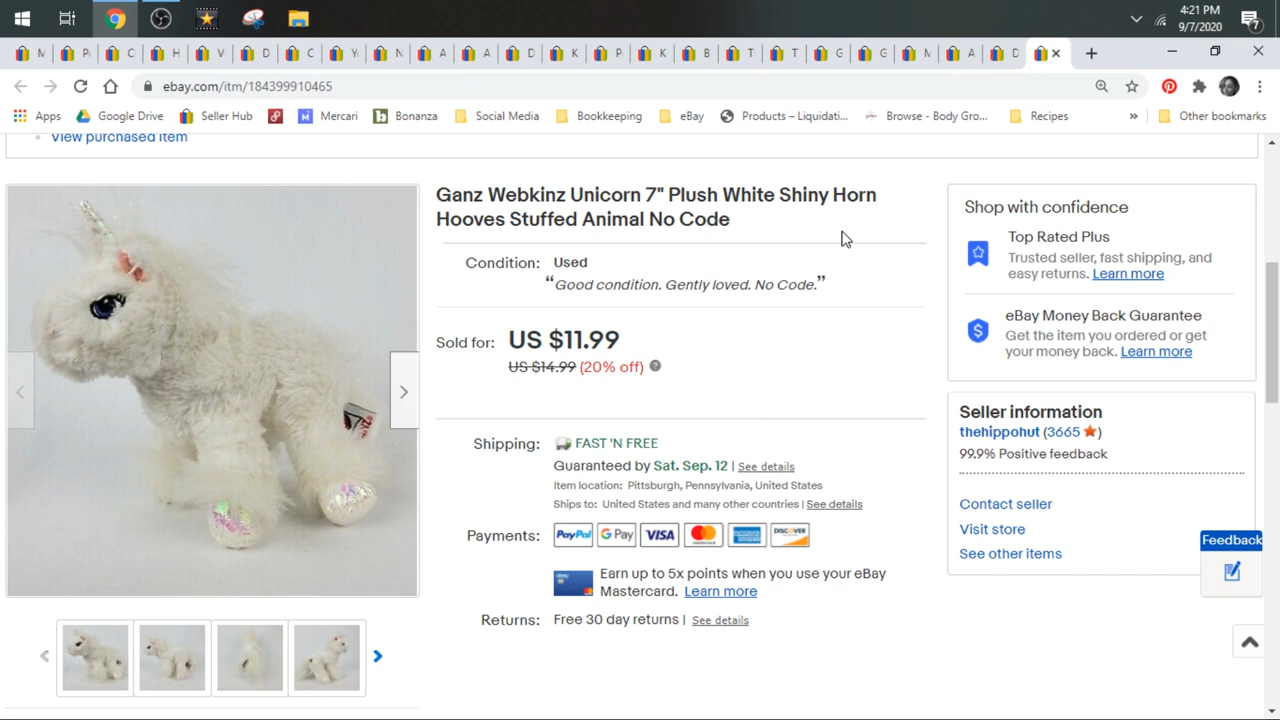 4:21 PM
9/7/2020
7
M
P
C
H
V
D
C
Y
N
A
A
D
K
P
K
B
T
T
G
G
M
A
D
ebay.com/itm/184399910465
Apps
Google Drive
Seller Hub
Mercari
Bonanza
Social Media
Bookkeeping
eBay
Products – Liquidati...
Browse - Body Gro...
Recipes
»
Other bookmarks
View purchased item
Ganz Webkinz Unicorn 7" Plush White Shiny Horn
Hooves Stuffed Animal No Code
Condition: Used
“Good condition. Gently loved. No Code.”
Sold for: US $11.99
US $14.99 (20% off)
Shipping: FAST 'N FREE
Guaranteed by Sat. Sep. 12 | See details
Item location: Pittsburgh, Pennsylvania, United States
Ships to: United States and many other countries | See details
Payments: PayPal G Pay VISA mastercard DISCOVER
Earn up to 5x points when you use your eBay
Mastercard. Learn more
Returns: Free 30 day returns | See details
Shop with confidence
Top Rated Plus
Trusted seller, fast shipping, and
easy returns. Learn more
eBay Money Back Guarantee
Get the item you ordered or get
your money back. Learn more
Seller information
thehippohut (3665)
99.9% Positive feedback
Contact seller
Visit store
See other items
Feedback